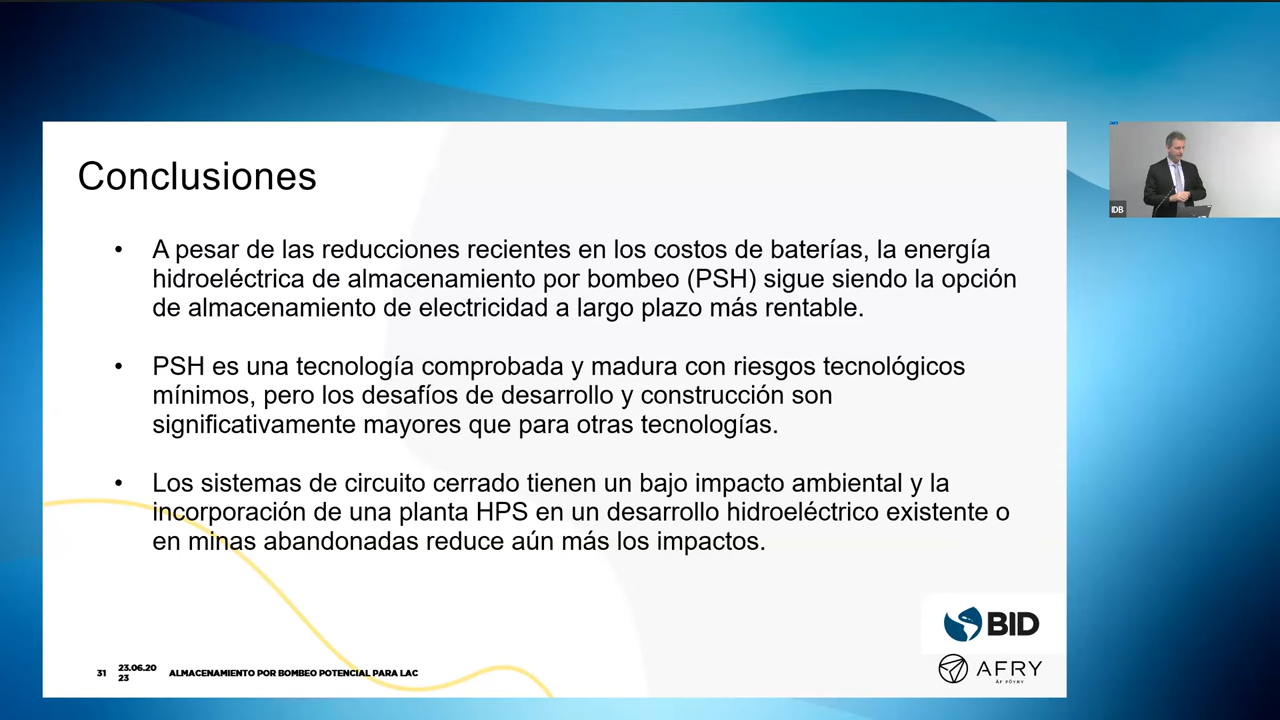 Conclusiones
• A pesar de las reducciones recientes en los costos de baterías, la energía
hidroeléctrica de almacenamiento por bombeo (PSH) sigue siendo la opción
de almacenamiento de electricidad a largo plazo más rentable.
• PSH es una tecnología comprobada y madura con riesgos tecnológicos
mínimos, pero los desafíos de desarrollo y construcción son
significativamente mayores que para otras tecnologías.
• Los sistemas de circuito cerrado tienen un bajo impacto ambiental y la
incorporación de una planta HPS en un desarrollo hidroeléctrico existente o
en minas abandonadas reduce aún más los impactos.
IDB
BID
AFRY
ÅF PÖYRY
31 23.06.20
23
ALMACENAMIENTO POR BOMBEO POTENCIAL PARA LAC